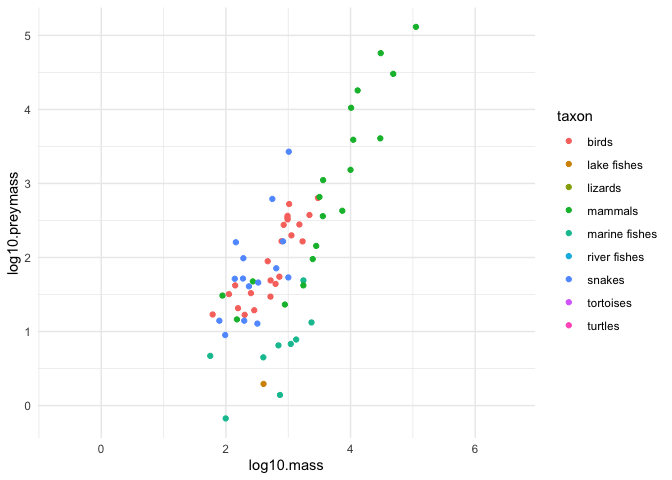 5
4
3
2
1
0
log10.preymass
0 2 4 6
log10.mass
taxon
birds
lake fishes
lizards
mammals
marine fishes
river fishes
snakes
tortoises
turtles